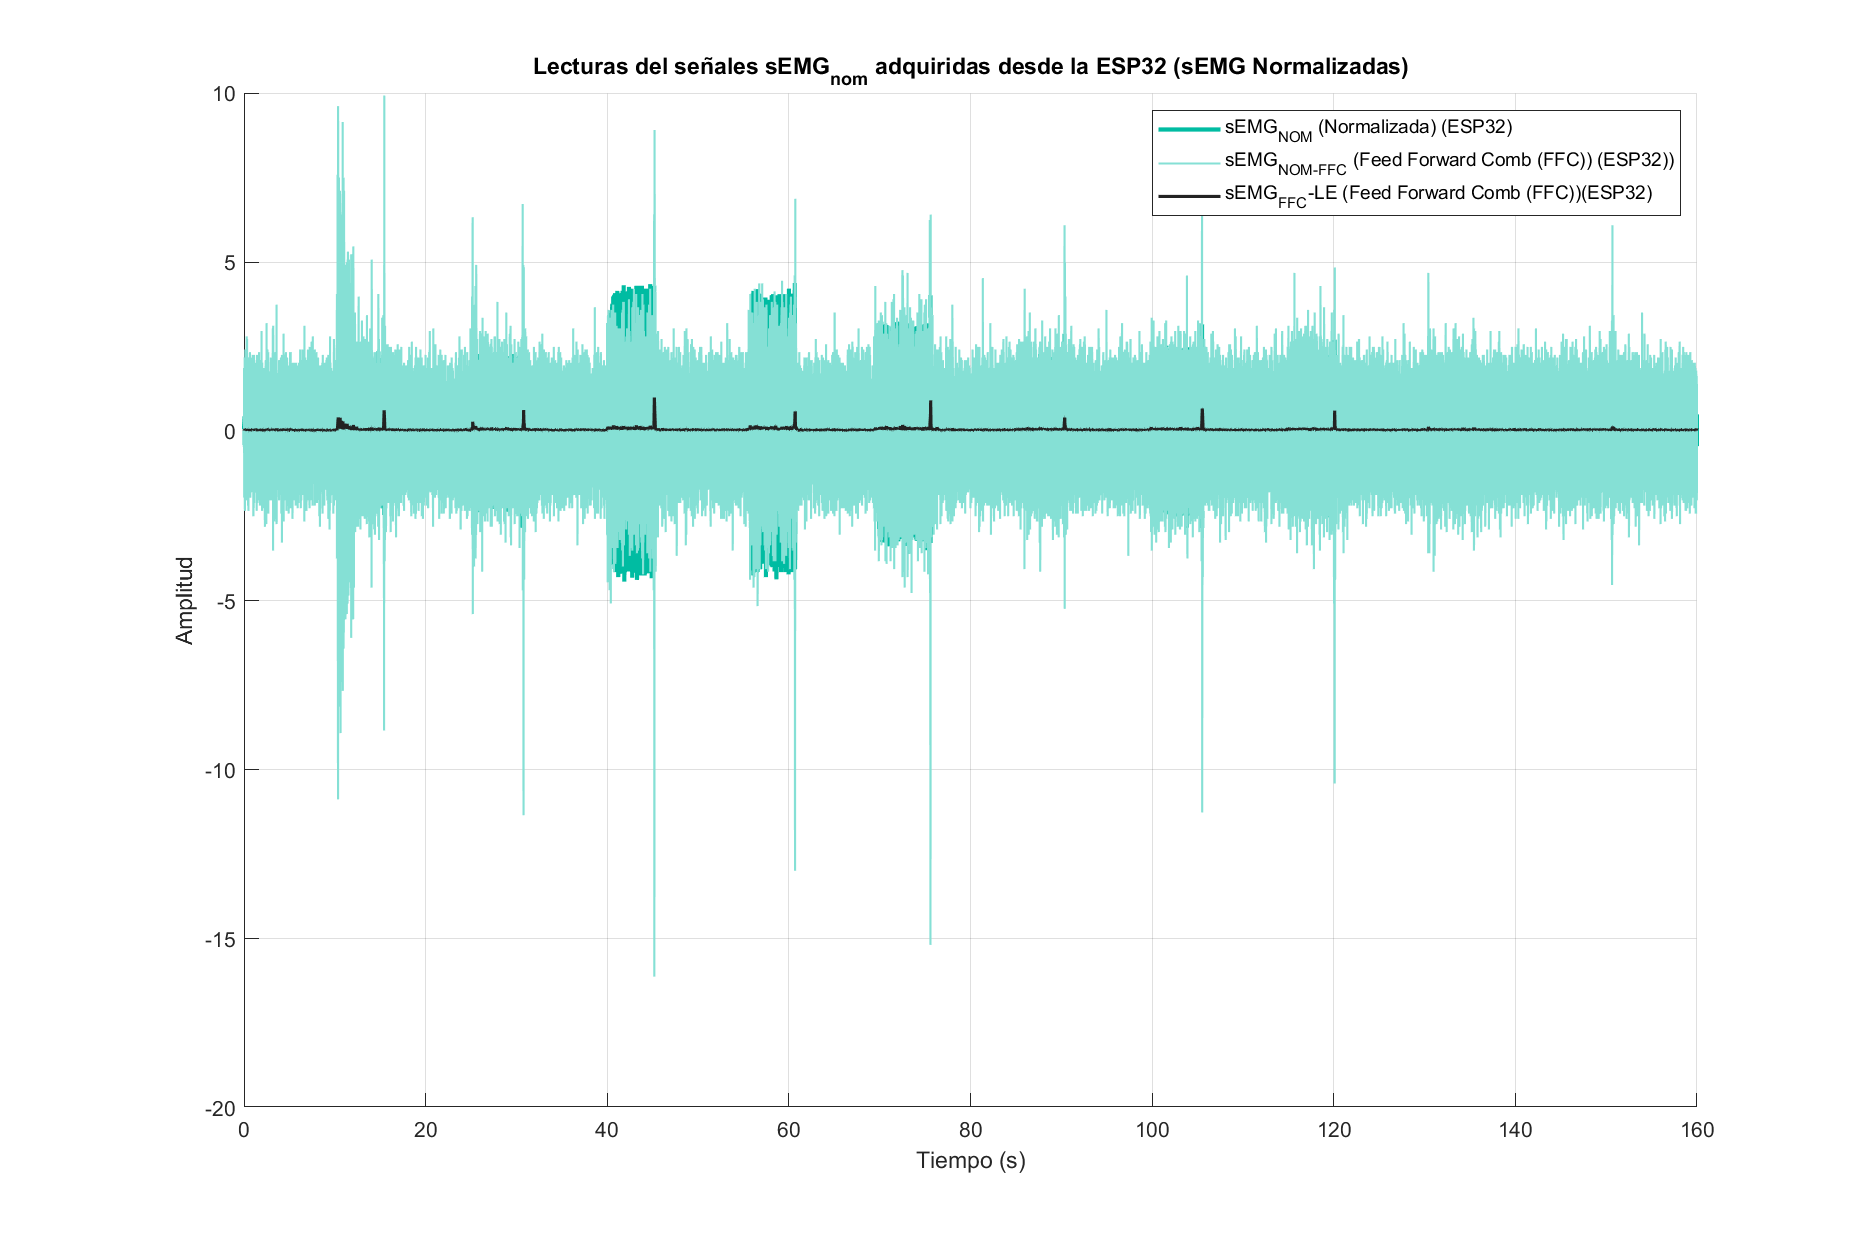 Lecturas del señales sEMGnom adquiridas desde la ESP32 (sEMG Normalizadas)
sEMGNOM (Normalizada) (ESP32)
sEMGNOM-FFC (Feed Forward Comb (FFC)) (ESP32))
sEMGFFC-LE (Feed Forward Comb (FFC))(ESP32)
10
5
0
-5
-10
-15
-20
Amplitud
0 20 40 60 80 100 120 140 160
Tiempo (s)